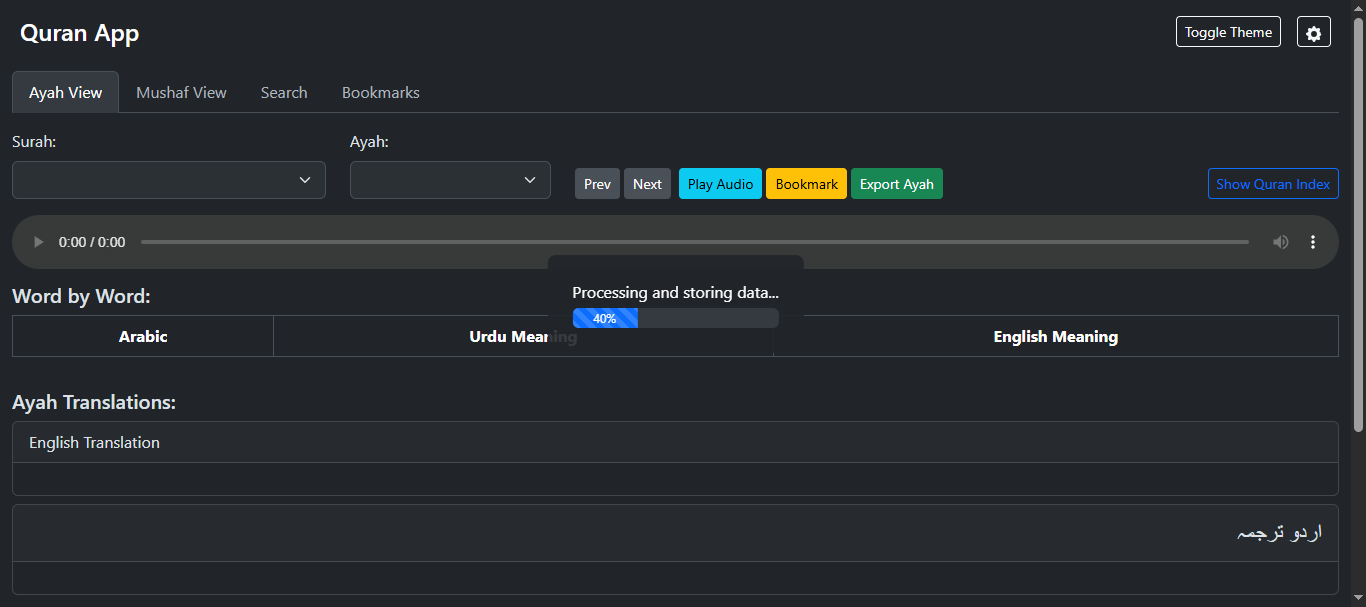 Quran App
Toggle Theme
Ayah View Mushaf View Search Bookmarks
Surah: Ayah:
Prev Next Play Audio Bookmark Export Ayah Show Quran Index
0:00 / 0:00
Processing and storing data...
40%
Word by Word:
Arabic Urdu Meaning English Meaning
Ayah Translations:
English Translation
اردو ترجمہ